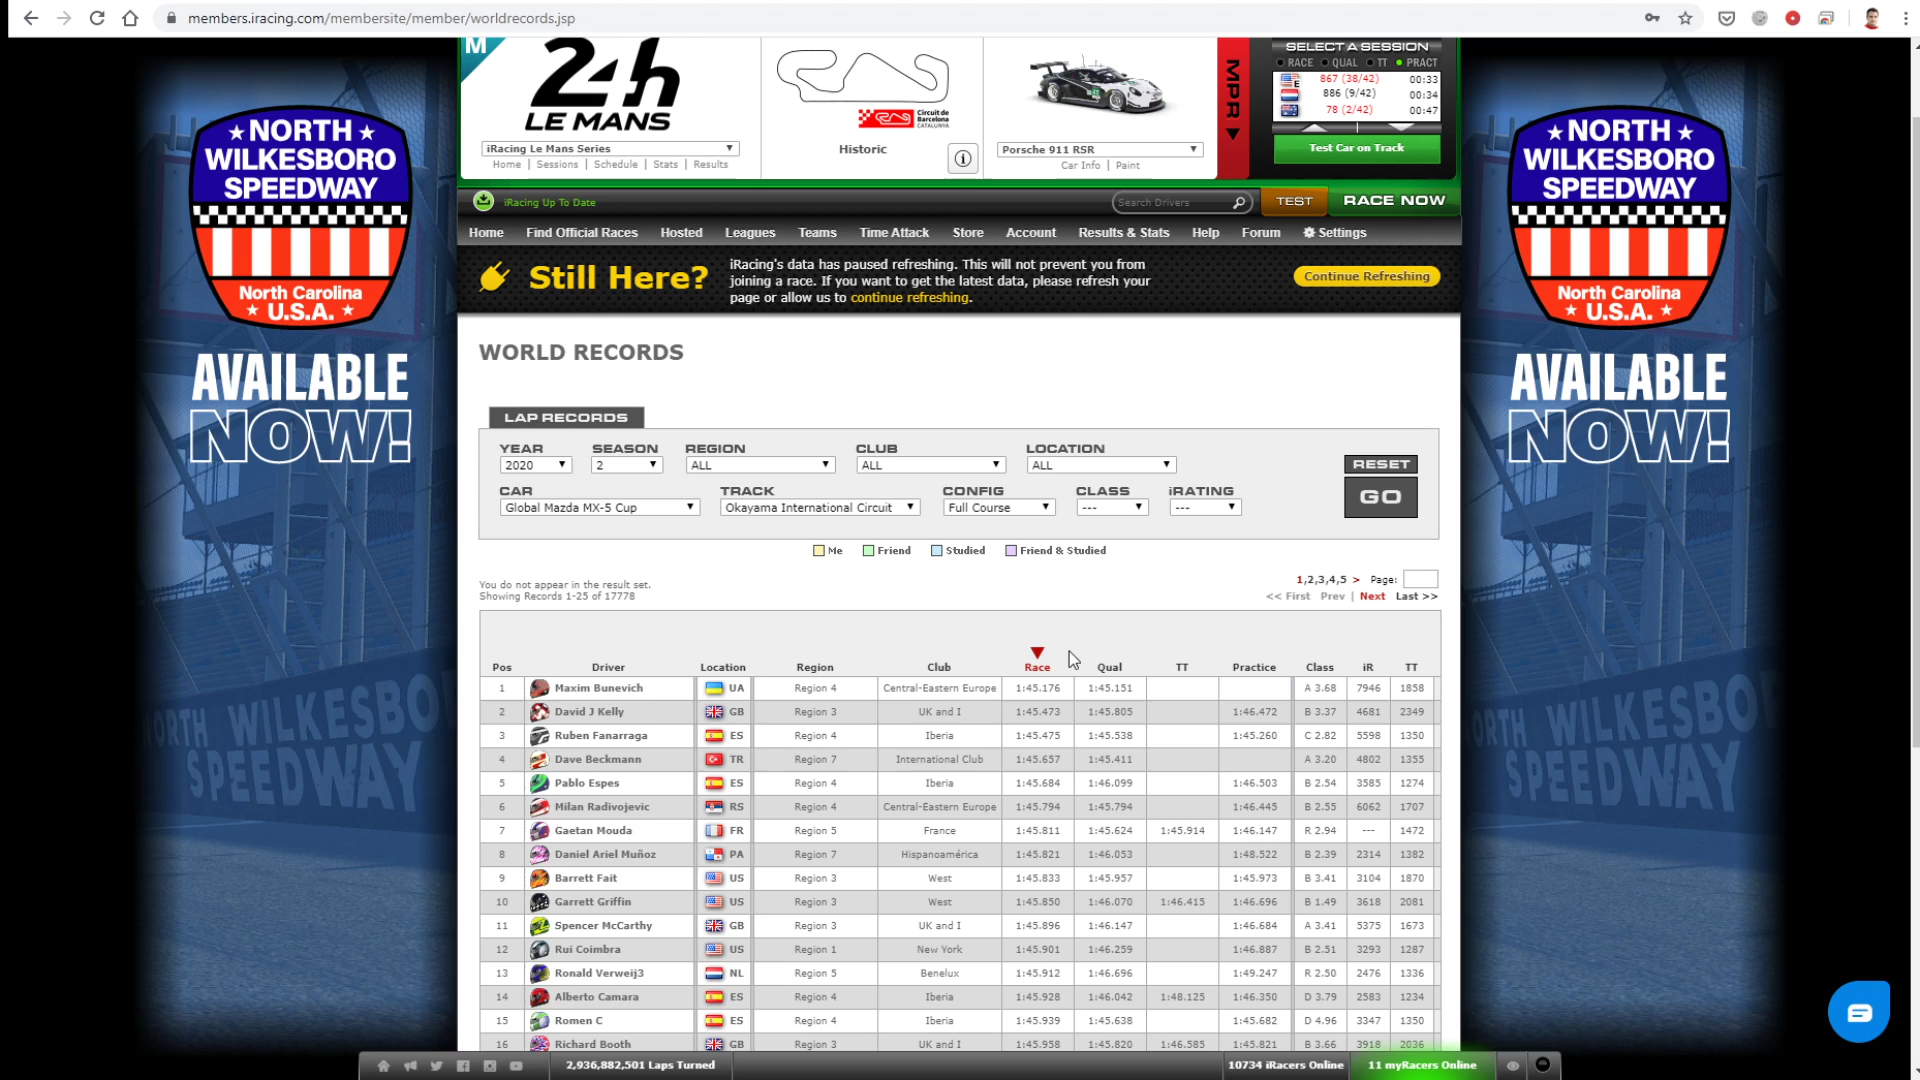 members.iracing.com/membersite/member/worldrecords.jsp
M
24h
LE MANS
iRacing Le Mans Series
Home | Sessions | Schedule | Stats | Results
Circuit de
Barcelona
CATALUNYA
Historic
Porsche 911 RSR
Car Info | Paint
MPR
SELECT A SESSION
RACE QUAL TT PRACT
E 867 (38/42) 00:33
886 (9/42) 00:34
78 (2/42) 00:47
Test Car on Track
iRacing Up To Date
Search Drivers
TEST
RACE NOW
Home Find Official Races Hosted Leagues Teams Time Attack Store Account Results & Stats Help Forum Settings
Still Here?
iRacing's data has paused refreshing. This will not prevent you from
joining a race. If you want to get the latest data, please refresh your
page or allow us to continue refreshing.
Continue Refreshing
NORTH
WILKESBORO
SPEEDWAY
North Carolina
U.S.A.
AVAILABLE
NOW!
NORTH WILKESBORO
SPEEDWAY
NORTH
WILKESBORO
SPEEDWAY
North Carolina
U.S.A.
AVAILABLE
NOW!
NORTH WILKESBORO
SPEEDWAY
WORLD RECORDS
LAP RECORDS
YEAR SEASON REGION CLUB LOCATION
2020 2 ALL ALL ALL
RESET
CAR TRACK CONFIG CLASS iRATING
Global Mazda MX-5 Cup Okayama International Circuit Full Course --- ---
GO
Me Friend Studied Friend & Studied
You do not appear in the result set.
Showing Records 1-25 of 17778
1,2,3,4,5 > Page:
<< First Prev | Next Last >>
Pos Driver Location Region Club Race Qual TT Practice Class iR TT
1 Maxim Bunevich UA Region 4 Central-Eastern Europe 1:45.176 1:45.151 A 3.68 7946 1858
2 David J Kelly GB Region 3 UK and I 1:45.473 1:45.805 1:46.472 B 3.37 4681 2349
3 Ruben Fanarraga ES Region 4 Iberia 1:45.475 1:45.538 1:45.260 C 2.82 5598 1350
4 Dave Beckmann TR Region 7 International Club 1:45.657 1:45.411 A 3.20 4802 1355
5 Pablo Espes ES Region 4 Iberia 1:45.684 1:46.099 1:46.503 B 2.54 3585 1274
6 Milan Radivojevic RS Region 4 Central-Eastern Europe 1:45.794 1:45.794 1:46.445 B 2.55 6062 1707
7 Gaetan Mouda FR Region 5 France 1:45.811 1:45.624 1:45.914 1:46.147 R 2.94 --- 1472
8 Daniel Ariel Muñoz PA Region 7 Hispanoamérica 1:45.821 1:46.053 1:48.522 B 2.39 2314 1382
9 Barrett Fait US Region 3 West 1:45.833 1:45.957 1:45.973 B 3.41 3104 1870
10 Garrett Griffin US Region 3 West 1:45.850 1:46.070 1:46.415 1:46.696 B 1.49 3618 2081
11 Spencer McCarthy GB Region 3 UK and I 1:45.896 1:46.147 1:46.684 A 3.41 5375 1673
12 Rui Coimbra US Region 1 New York 1:45.901 1:46.259 1:46.887 B 2.51 3293 1287
13 Ronald Verweij3 NL Region 5 Benelux 1:45.912 1:46.696 1:49.247 R 2.50 2476 1336
14 Alberto Camara ES Region 4 Iberia 1:45.928 1:46.042 1:48.125 1:46.350 D 3.79 2583 1234
15 Romen C ES Region 4 Iberia 1:45.939 1:45.638 1:45.682 D 4.96 3347 1350
16 Richard Booth GB Region 3 UK and I 1:45.958 1:45.820 1:46.585 1:45.821 B 3.66 3918 2036
2,936,882,501 Laps Turned
10734 iRacers Online
11 myRacers Online